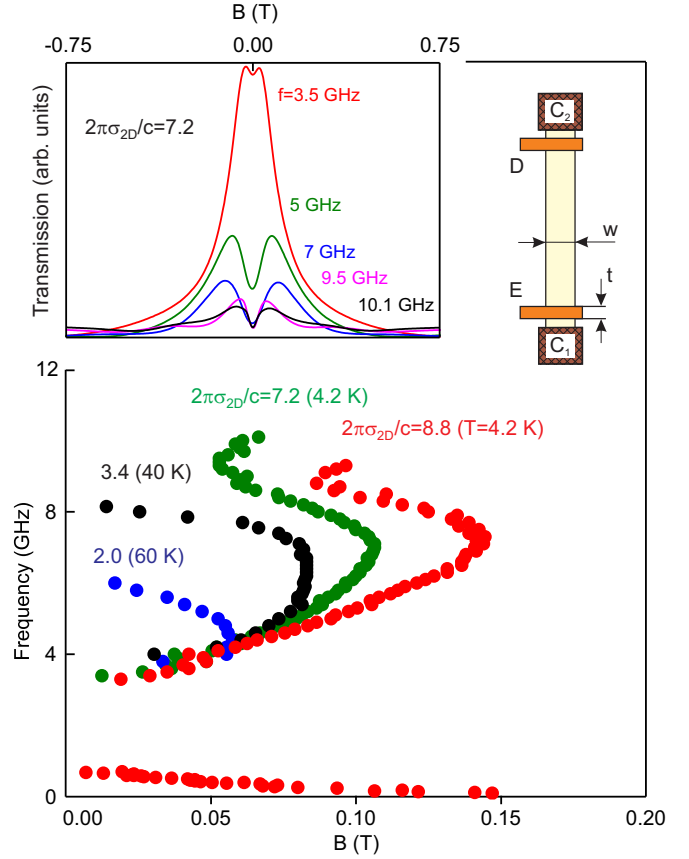 B (T)
-0.75 0.00 0.75
Transmission (arb. units)
2πσ2D/c=7.2
f=3.5 GHz
5 GHz
7 GHz
9.5 GHz
10.1 GHz
C2
D
w
t
E
C1
12
8
4
0
Frequency (GHz)
2πσ2D/c=7.2 (4.2 K)
2πσ2D/c=8.8 (T=4.2 K)
3.4 (40 K)
2.0 (60 K)
0.00 0.05 0.10 0.15 0.20
B (T)